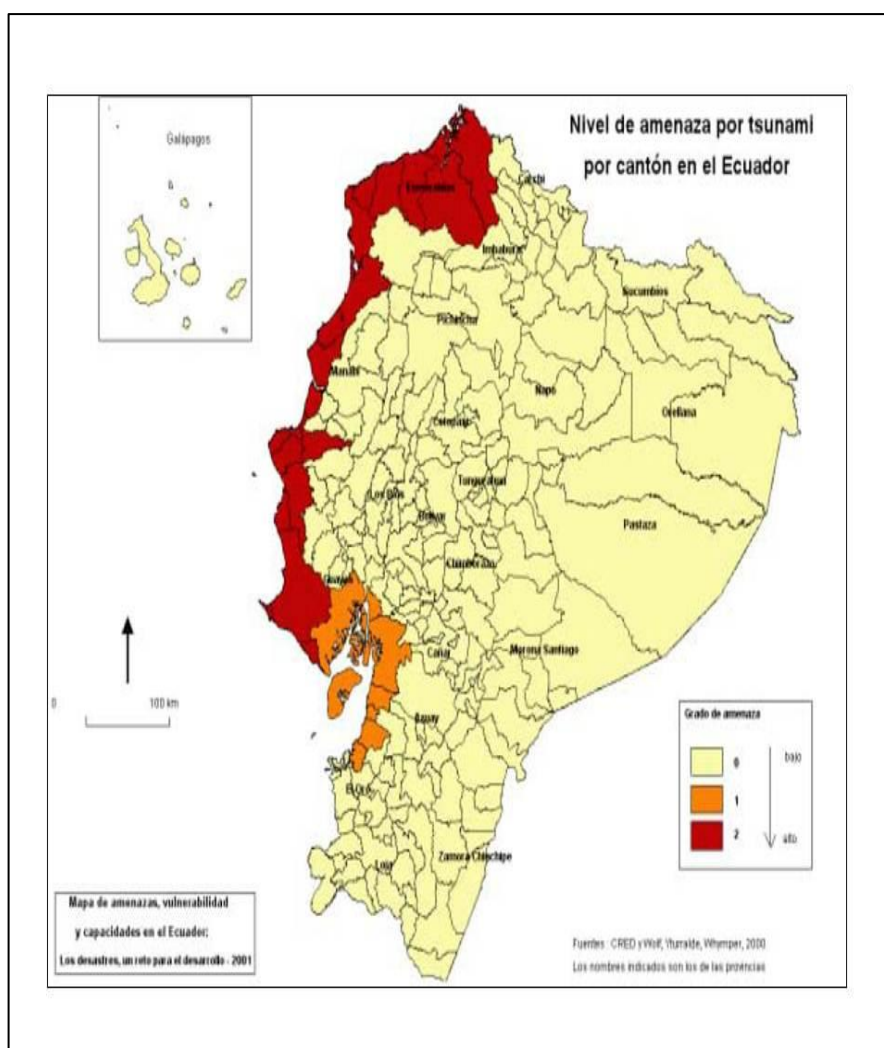 Nivel de amenaza por tsunami
por cantón en el Ecuador
Galápagos
Esmeraldas
Carchi
Imbabura
Sucumbios
Pichincha
Manabí
Napo
Orellana
Cotopaxi
Tungurahua
Los Rios
Bolivar
Pastaza
Chimborazo
Guayas
Cañar
Morona Santiago
Azuay
El Oro
Loja
Zamora Chinchipe
0
100 km
Grado de amenaza
0
bajo
1
2
alto
Mapa de amenazas, vulnerabilidad
y capacidades en el Ecuador:
Los desastres, un reto para el desarrollo - 2001
Fuentes: CRED y Wolf, Yturralde, Whymper, 2000
Los nombres indicados son los de las provincias